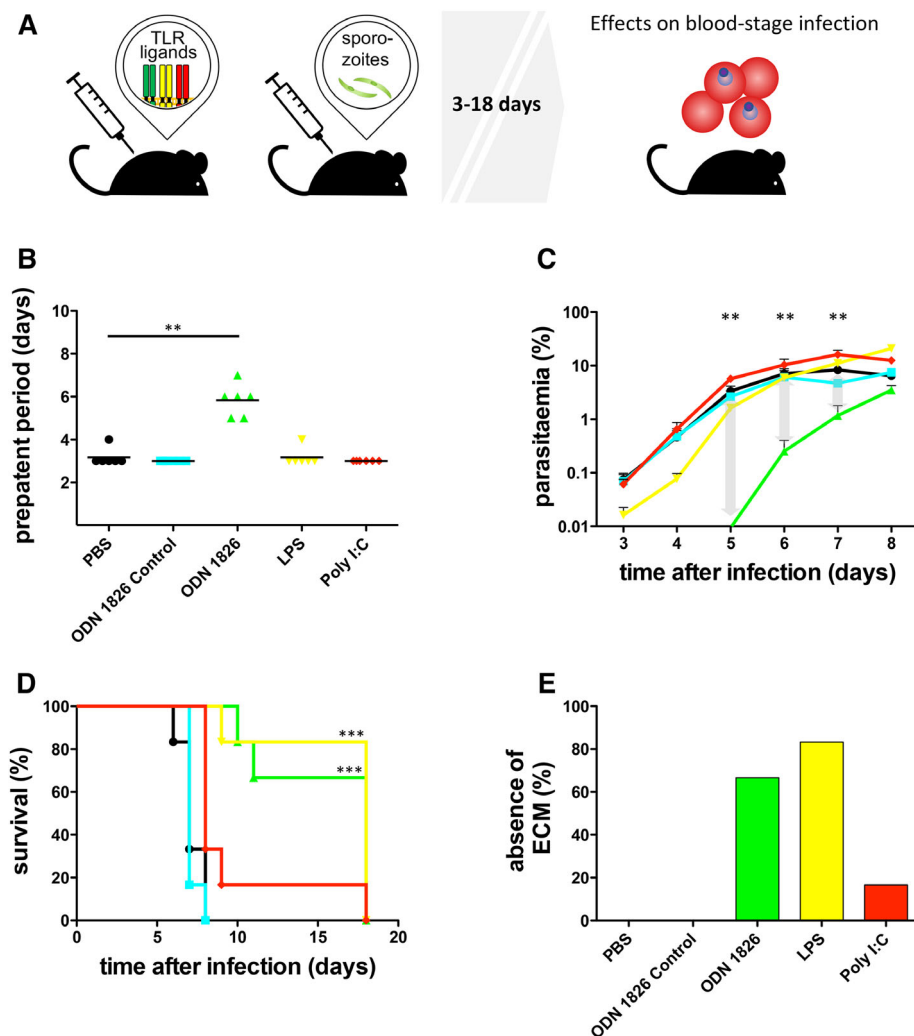 A
TLR
ligands
sporo-
zoites
3-18 days
Effects on blood-stage infection
B
prepatent period (days)
10
8
6
4
2
**
PBS
ODN 1826 Control
ODN 1826
LPS
Poly I:C
C
parasitaemia (%)
100
10
1
0.1
0.01
** ** **
3 4 5 6 7 8
time after infection (days)
D
survival (%)
100
80
60
40
20
0
***
***
0 5 10 15 20
time after infection (days)
E
absence of
ECM (%)
100
80
60
40
20
0
PBS
ODN 1826 Control
ODN 1826
LPS
Poly I:C